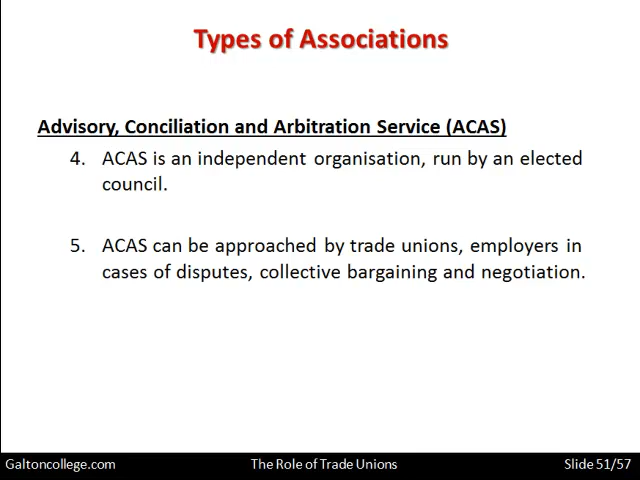 Types of Associations
Advisory, Conciliation and Arbitration Service (ACAS)
4. ACAS is an independent organisation, run by an elected
council.
5. ACAS can be approached by trade unions, employers in
cases of disputes, collective bargaining and negotiation.
Galtoncollege.com The Role of Trade Unions Slide 51/57